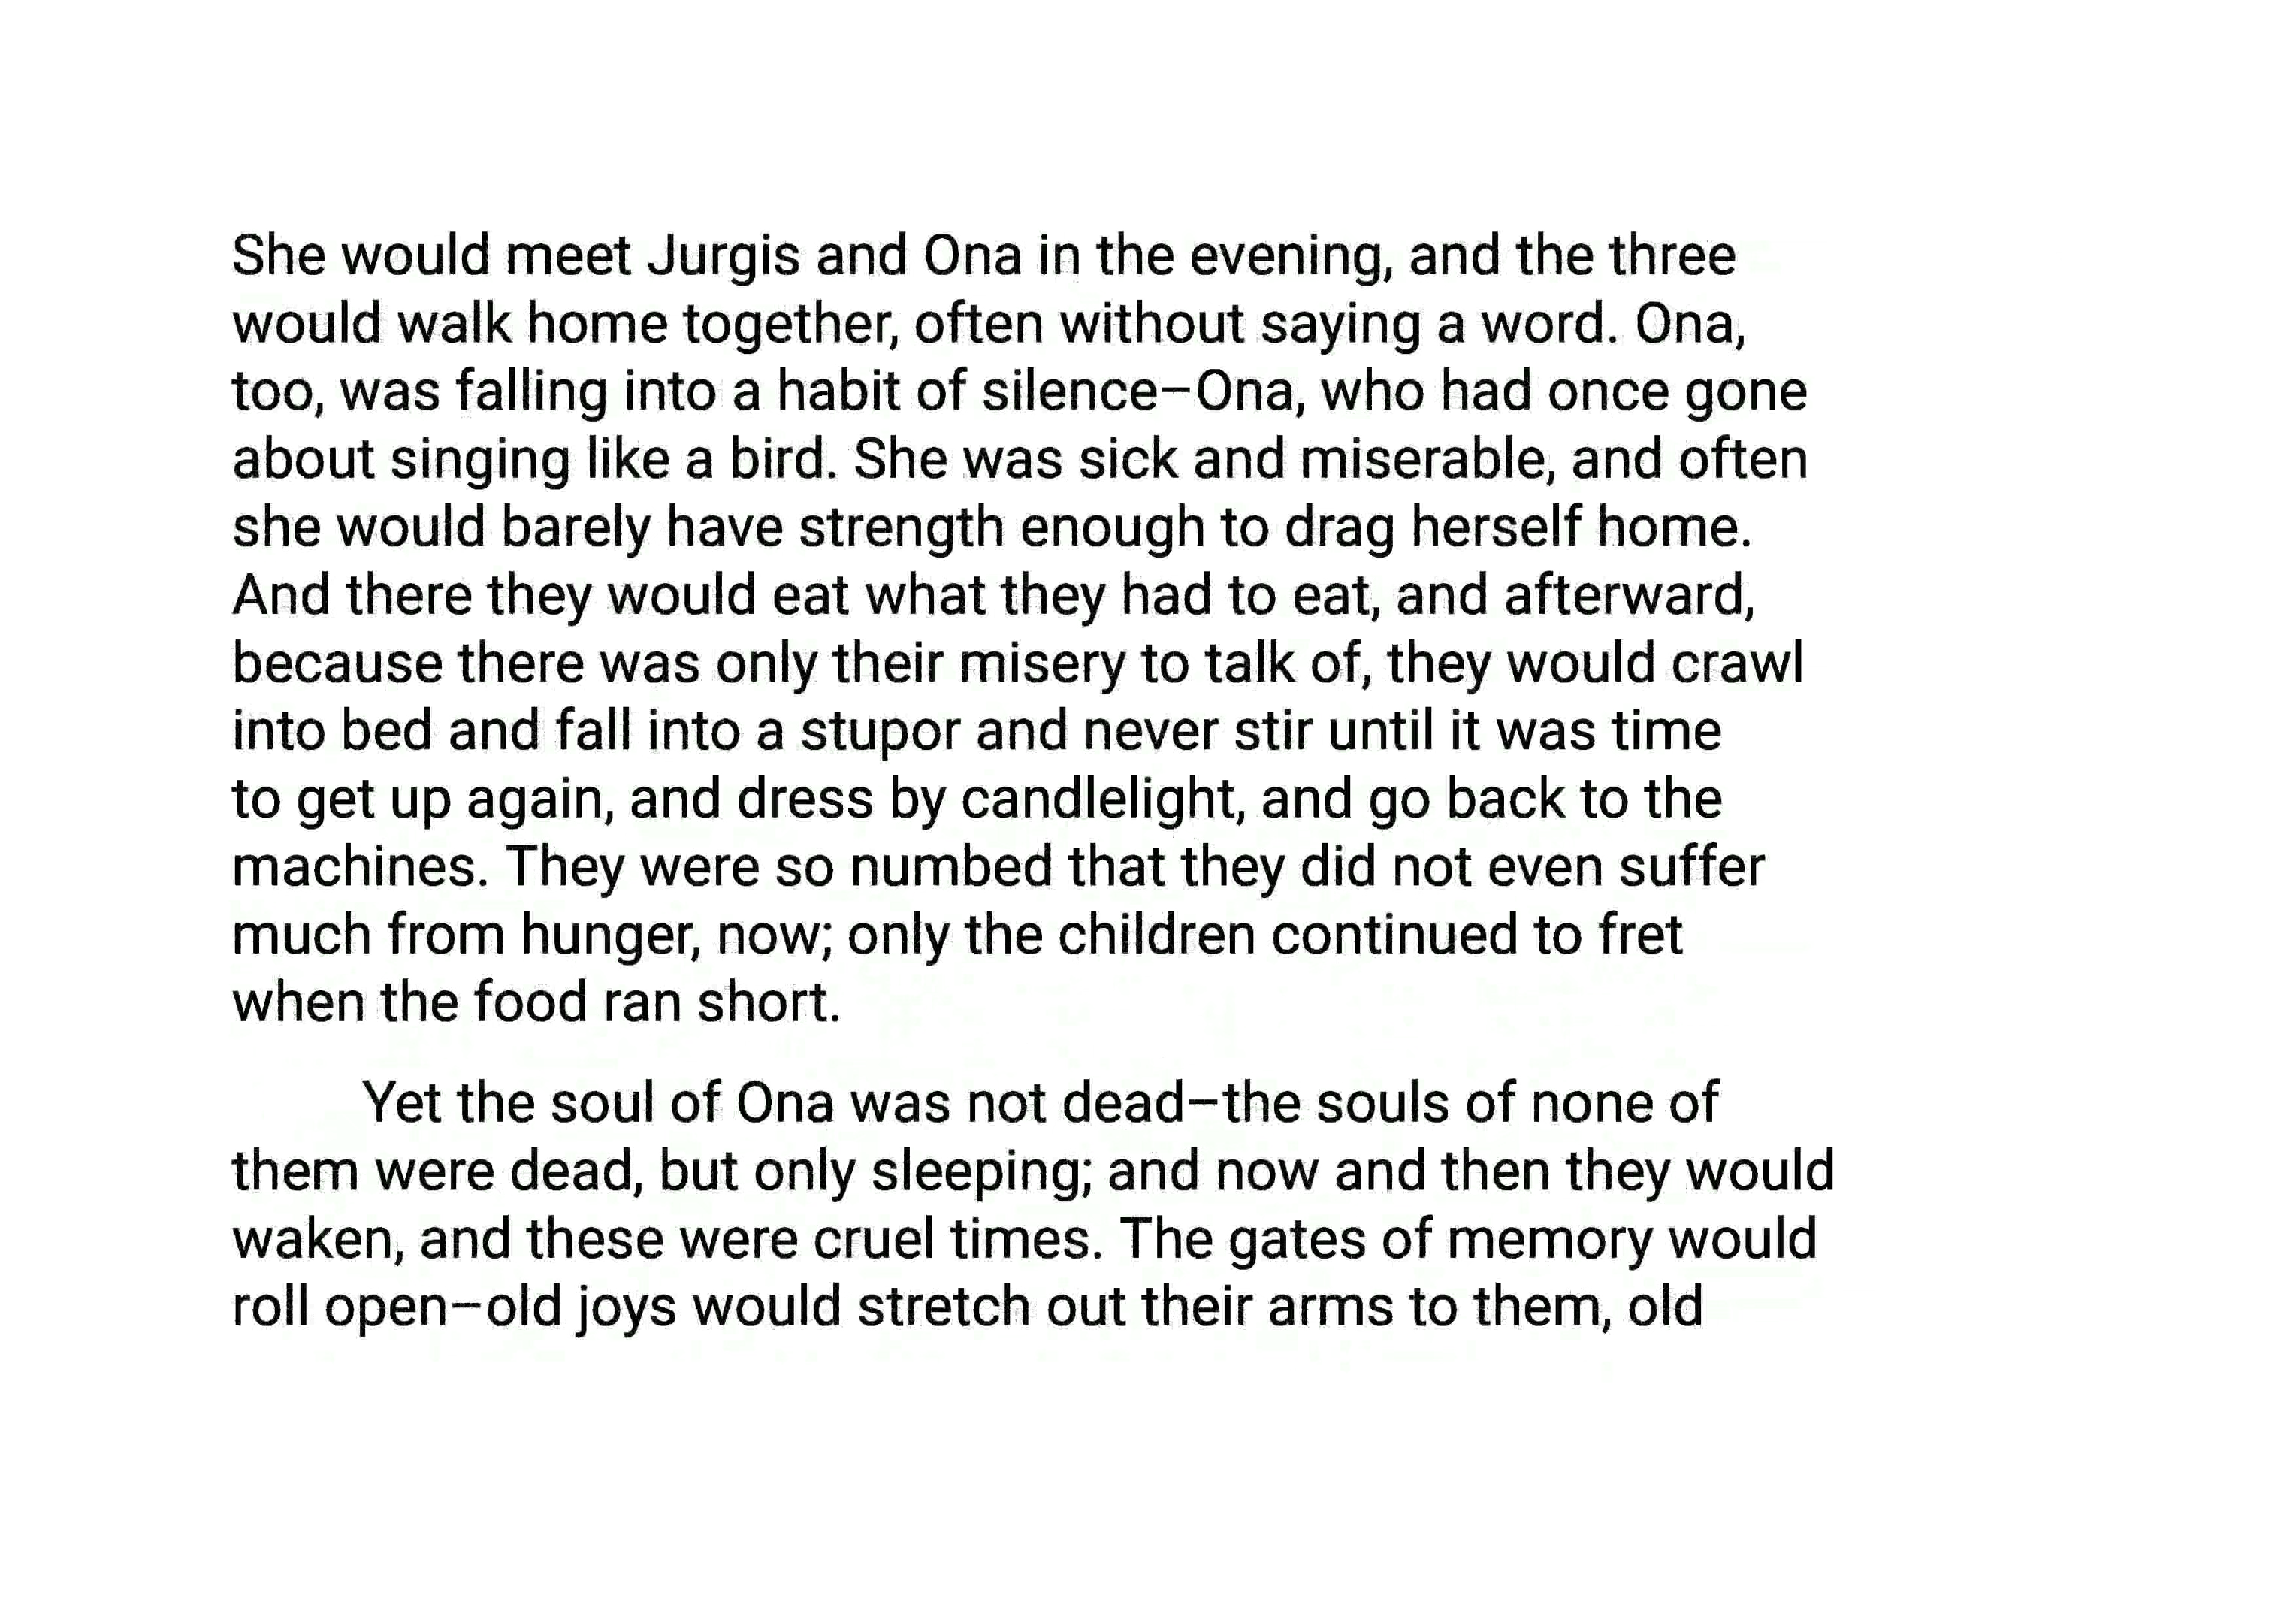 She would meet Jurgis and Ona in the evening, and the three
would walk home together, often without saying a word. Ona,
too, was falling into a habit of silence–Ona, who had once gone
about singing like a bird. She was sick and miserable, and often
she would barely have strength enough to drag herself home.
And there they would eat what they had to eat, and afterward,
because there was only their misery to talk of, they would crawl
into bed and fall into a stupor and never stir until it was time
to get up again, and dress by candlelight, and go back to the
machines. They were so numbed that they did not even suffer
much from hunger, now; only the children continued to fret
when the food ran short.
Yet the soul of Ona was not dead–the souls of none of
them were dead, but only sleeping; and now and then they would
waken, and these were cruel times. The gates of memory would
roll open–old joys would stretch out their arms to them, old